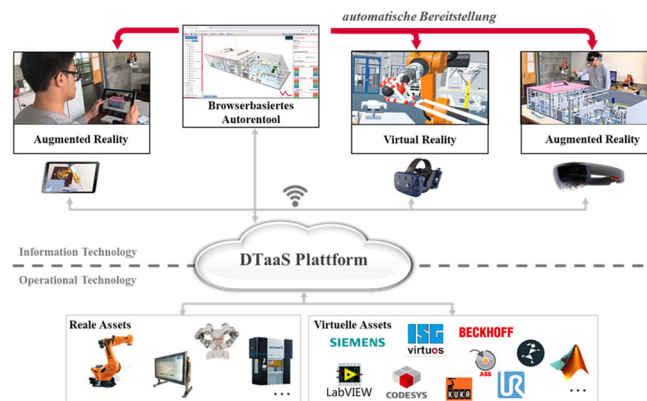 automatische Bereitstellung
Augmented Reality
Browserbasiertes
Autorentool
Virtual Reality
Augmented Reality
Information Technology
DTaaS Plattform
Operational Technology
Reale Assets
...
Virtuelle Assets
SIEMENS
ISG
virtuos
BECKHOFF
ABB
LabVIEW
CODESYS
KUKA
UR
...